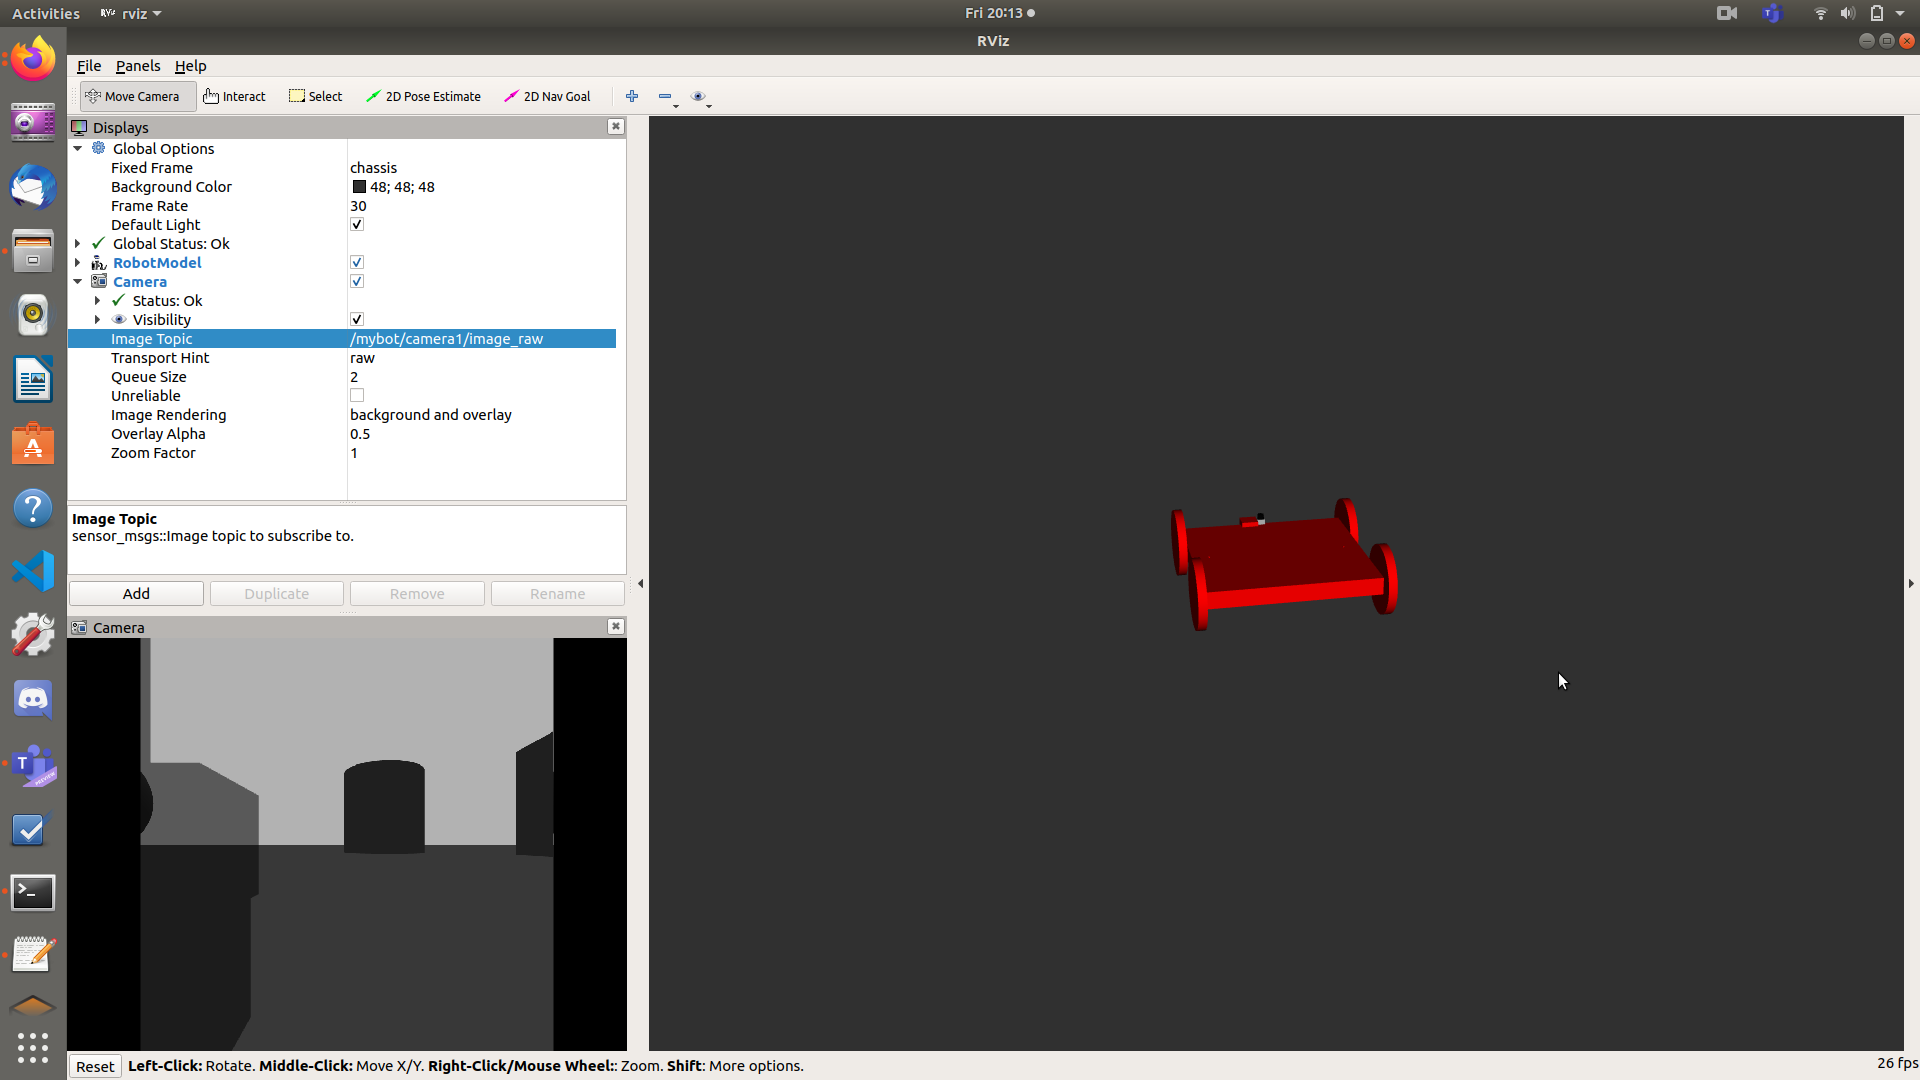 Activities
RViz rviz
Fri 20:13
RViz
File Panels Help
Move Camera Interact Select 2D Pose Estimate 2D Nav Goal
Displays
Global Options
Fixed Frame chassis
Background Color 48; 48; 48
Frame Rate 30
Default Light
Global Status: Ok
RobotModel
Camera
Status: Ok
Visibility
Image Topic /mybot/camera1/image_raw
Transport Hint raw
Queue Size 2
Unreliable
Image Rendering background and overlay
Overlay Alpha 0.5
Zoom Factor 1
Image Topic
sensor_msgs::Image topic to subscribe to.
Add Duplicate Remove Rename
Camera
Reset Left-Click: Rotate. Middle-Click: Move X/Y. Right-Click/Mouse Wheel:: Zoom. Shift: More options. 26 fps